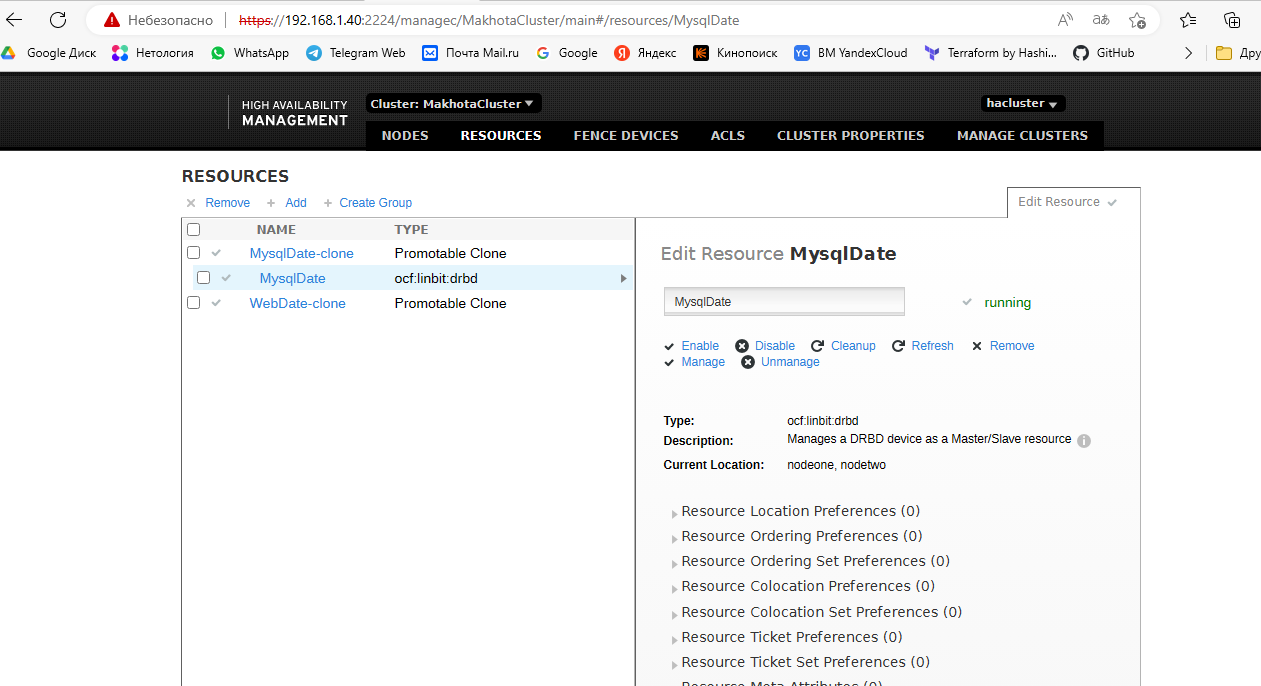 Небезопасно https://192.168.1.40:2224/managec/MakhotaCluster/main#/resources/MysqlDate
Google Диск Нетология WhatsApp Telegram Web Почта Mail.ru Google Яндекс Кинопоиск YC BM YandexCloud Terraform by Hashi... GitHub Дру
HIGH AVAILABILITY
MANAGEMENT
Cluster: MakhotaCluster
hacluster
NODES RESOURCES FENCE DEVICES ACLS CLUSTER PROPERTIES MANAGE CLUSTERS
RESOURCES
Remove Add Create Group
Edit Resource
NAME TYPE
MysqlDate-clone Promotable Clone
MysqlDate ocf:linbit:drbd
WebDate-clone Promotable Clone
Edit Resource MysqlDate
MysqlDate running
Enable Disable Cleanup Refresh Remove
Manage Unmanage
Type: ocf:linbit:drbd
Description: Manages a DRBD device as a Master/Slave resource
Current Location: nodeone, nodetwo
Resource Location Preferences (0)
Resource Ordering Preferences (0)
Resource Ordering Set Preferences (0)
Resource Colocation Preferences (0)
Resource Colocation Set Preferences (0)
Resource Ticket Preferences (0)
Resource Ticket Set Preferences (0)
Resource Meta Attributes (0)